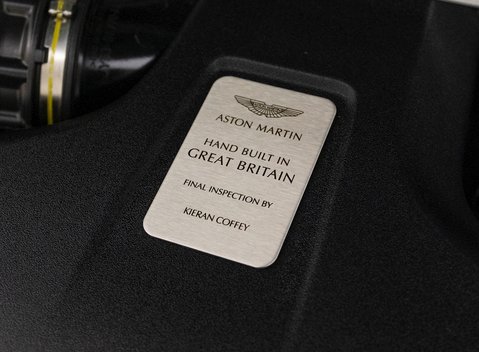 ASTON MARTIN
HAND BUILT IN
GREAT BRITAIN
FINAL INSPECTION BY
KIERAN COFFEY